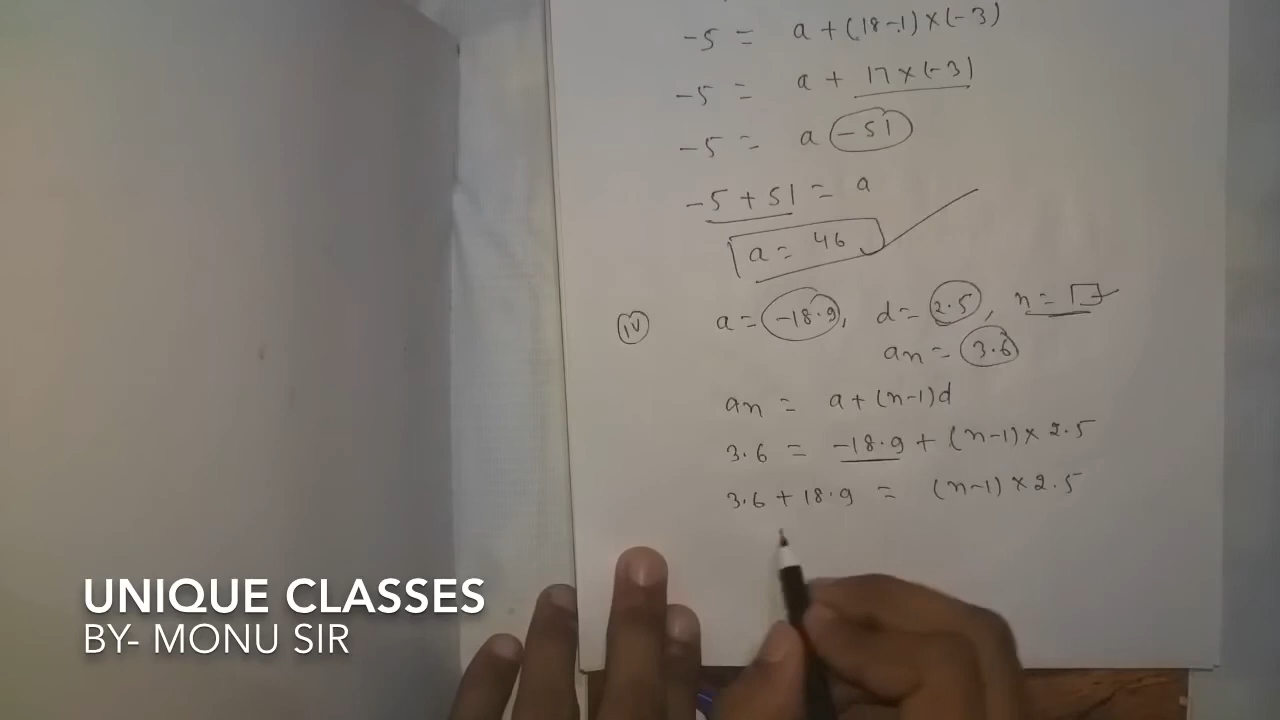 -5 = a + (18-1) × (-3)
-5 = a + 17 × (-3)
-5 = a -51
-5 + 51 = a
a = 46
(iv) a = -18.9, d = 2.5, n = □
an = 3.6
an = a + (n-1)d
3.6 = -18.9 + (n-1) × 2.5
3.6 + 18.9 = (n-1) × 2.5
UNIQUE CLASSES
BY- MONU SIR